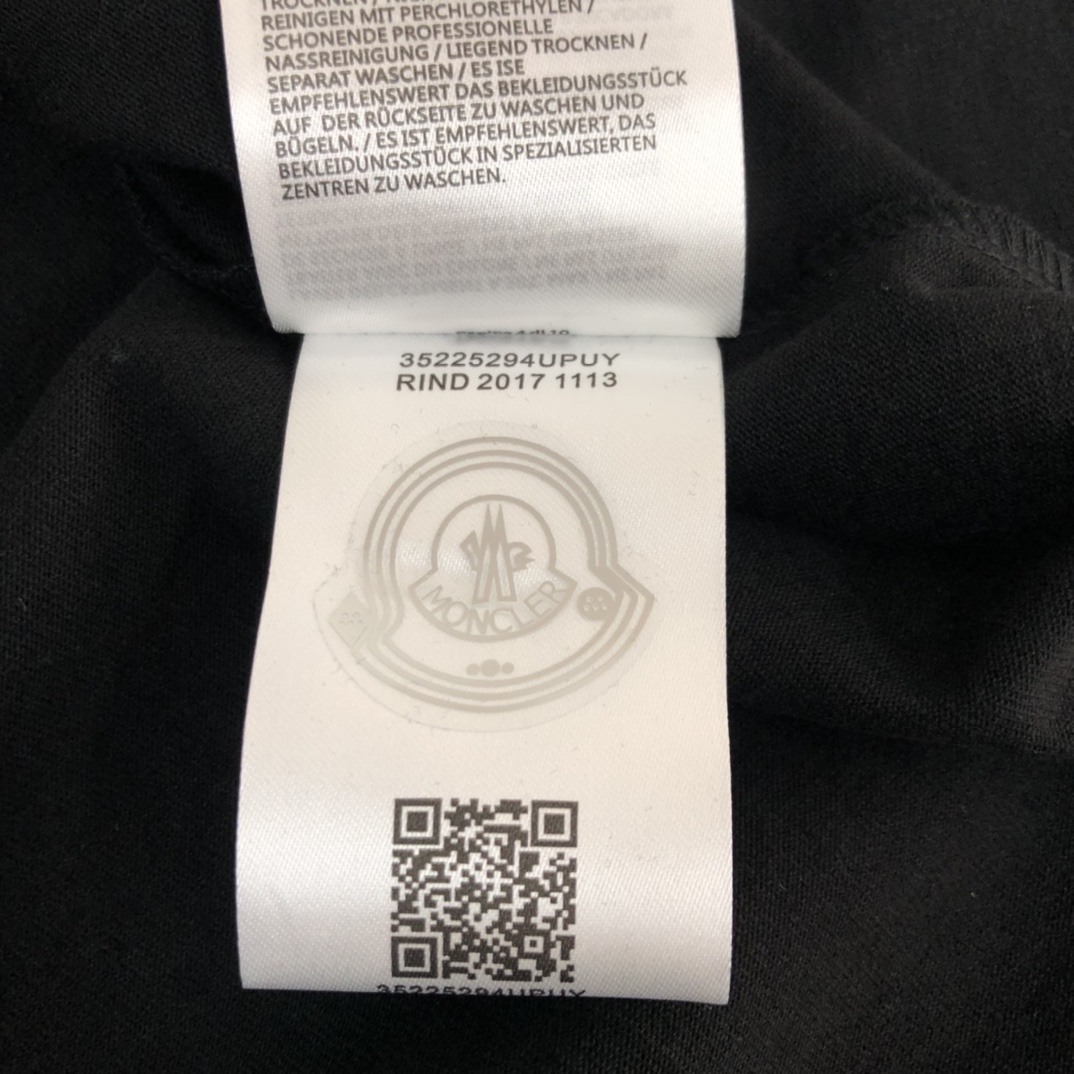 REINIGEN MIT PERCHLORETHYLEN /
SCHONENDE PROFESSIONELLE
NASSREINIGUNG / LIEGEND TROCKNEN /
SEPARAT WASCHEN / ES ISE
EMPFEHLENSWERT DAS BEKLEIDUNGSSTÜCK
AUF DER RÜCKSEITE ZU WASCHEN UND
BÜGELN. / ES IST EMPFEHLENSWERT, DAS
BEKLEIDUNGSSTÜCK IN SPEZIALISIERTEN
ZENTREN ZU WASCHEN.
35225294UPUY
RIND 2017 1113
MONCLER
35225294UPUY